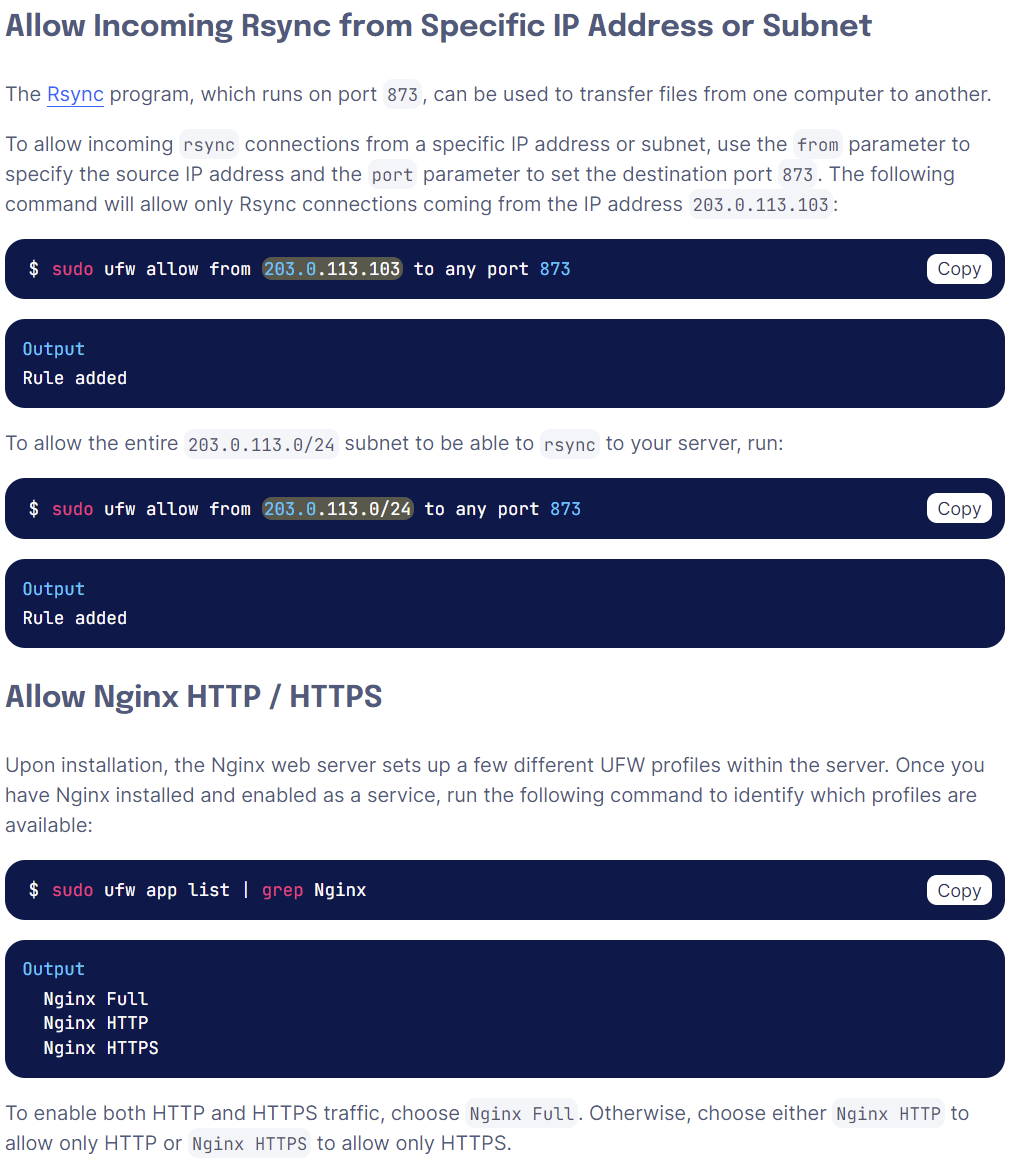 Allow Incoming Rsync from Specific IP Address or Subnet
The Rsync program, which runs on port 873, can be used to transfer files from one computer to another.
To allow incoming rsync connections from a specific IP address or subnet, use the from parameter to
specify the source IP address and the port parameter to set the destination port 873. The following
command will allow only Rsync connections coming from the IP address 203.0.113.103:
$ sudo ufw allow from 203.0.113.103 to any port 873
Copy
Output
Rule added
To allow the entire 203.0.113.0/24 subnet to be able to rsync to your server, run:
$ sudo ufw allow from 203.0.113.0/24 to any port 873
Copy
Output
Rule added
Allow Nginx HTTP / HTTPS
Upon installation, the Nginx web server sets up a few different UFW profiles within the server. Once you
have Nginx installed and enabled as a service, run the following command to identify which profiles are
available:
$ sudo ufw app list | grep Nginx
Copy
Output
Nginx Full
Nginx HTTP
Nginx HTTPS
To enable both HTTP and HTTPS traffic, choose Nginx Full. Otherwise, choose either Nginx HTTP to
allow only HTTP or Nginx HTTPS to allow only HTTPS.